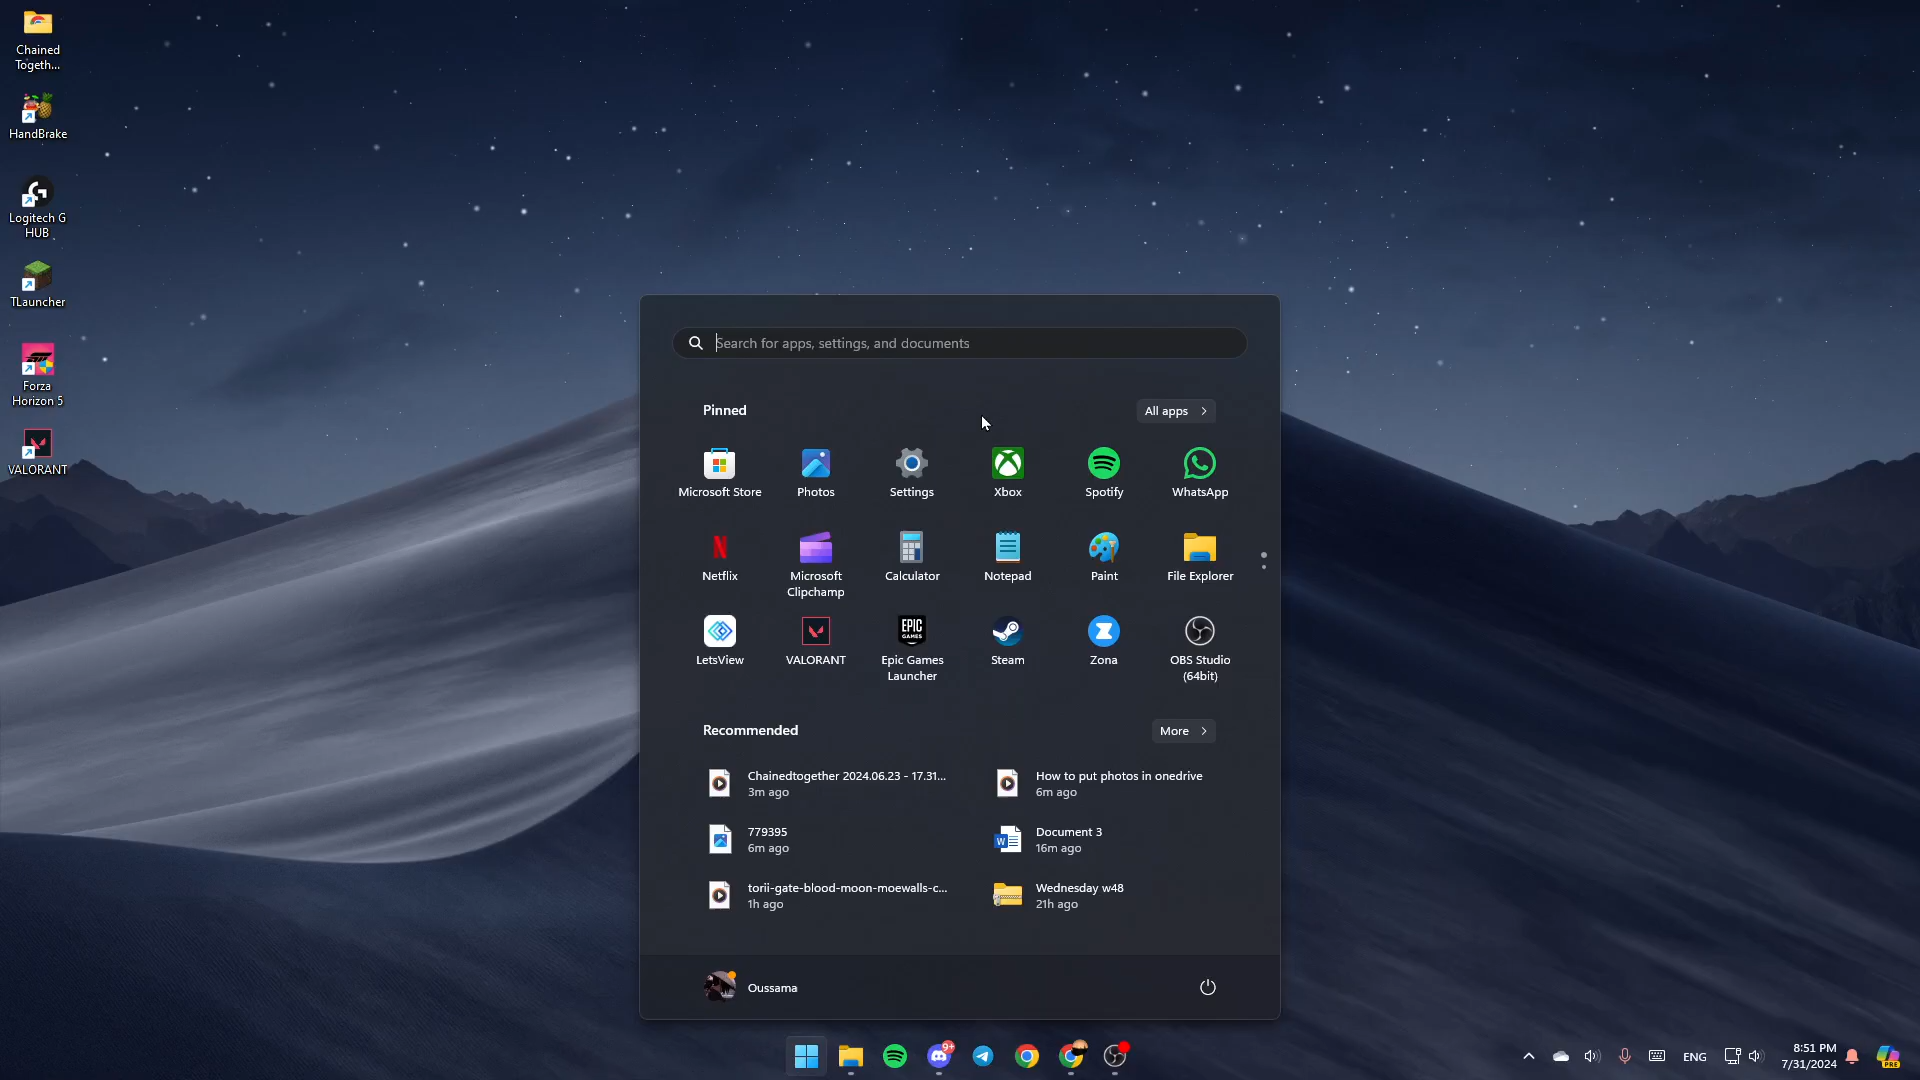 Chained
Togeth...
HandBrake
Logitech G
HUB
TLauncher
Forza
Horizon 5
VALORANT
Search for apps, settings, and documents
Pinned
All apps
Microsoft Store
Photos
Settings
Xbox
Spotify
WhatsApp
Netflix
Microsoft
Clipchamp
Calculator
Notepad
Paint
File Explorer
EPIC
GAMES
LetsView
VALORANT
Epic Games
Launcher
Steam
Zona
OBS Studio
(64bit)
Recommended
More
Chainedtogether 2024.06.23 - 17.31...
3m ago
How to put photos in onedrive
6m ago
779395
6m ago
Document 3
16m ago
torii-gate-blood-moon-moewalls-c...
1h ago
Wednesday w48
21h ago
Oussama
9+
ENG
8:51 PM
7/31/2024
PRE